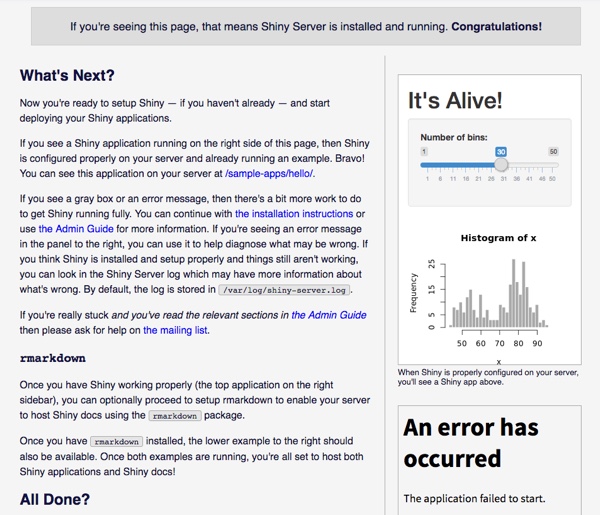 If you're seeing this page, that means Shiny Server is installed and running. Congratulations!
What's Next?
Now you're ready to setup Shiny — if you haven't already — and start
deploying your Shiny applications.
If you see a Shiny application running on the right side of this page, then Shiny
is configured properly on your server and already running an example. Bravo!
You can see this application on your server at /sample-apps/hello/.
If you see a gray box or an error message, then there's a bit more work to do
to get Shiny running fully. You can continue with the installation instructions or
use the Admin Guide for more information. If you're seeing an error message
in the panel to the right, you can use it to help diagnose what may be wrong. If
you think Shiny is installed and setup properly and things still aren't working,
you can look in the Shiny Server log which may have more information about
what's wrong. By default, the log is stored in /var/log/shiny-server.log.
If you're really stuck and you've read the relevant sections in the Admin Guide
then please ask for help on the mailing list.
rmarkdown
Once you have Shiny working properly (the top application on the right
sidebar), you can optionally proceed to setup rmarkdown to enable your server
to host Shiny docs using the rmarkdown package.
Once you have rmarkdown installed, the lower example to the right should
also be available. Once both examples are running, you're all set to host both
Shiny applications and Shiny docs!
All Done?
It's Alive!
Number of bins:
1 30 50
1 6 11 16 21 26 31 36 41 46 50
Histogram of x
Frequency
25
15
5
0
50 60 70 80 90
x
When Shiny is properly configured on your server,
you'll see a Shiny app above.
An error has
occurred
The application failed to start.